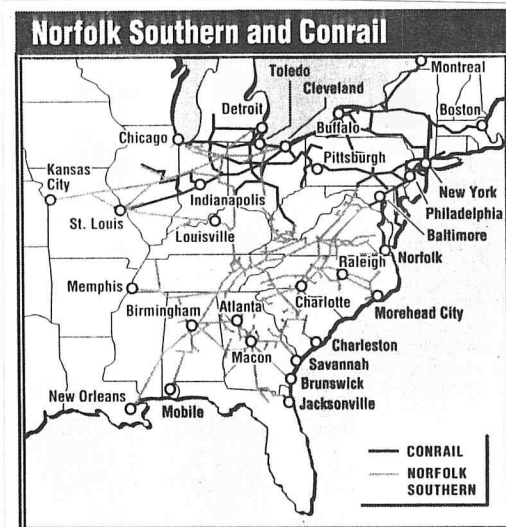 Norfolk Southern and Conrail
Montreal
Toledo
Cleveland
Detroit
Boston
Buffalo
Chicago
Pittsburgh
Kansas
City
New York
Indianapolis
St. Louis
Philadelphia
Louisville
Baltimore
Raleigh
Norfolk
Memphis
Charlotte
Birmingham
Atlanta
Morehead City
Charleston
Macon
Savannah
Brunswick
New Orleans
Mobile
Jacksonville
CONRAIL
NORFOLK
SOUTHERN